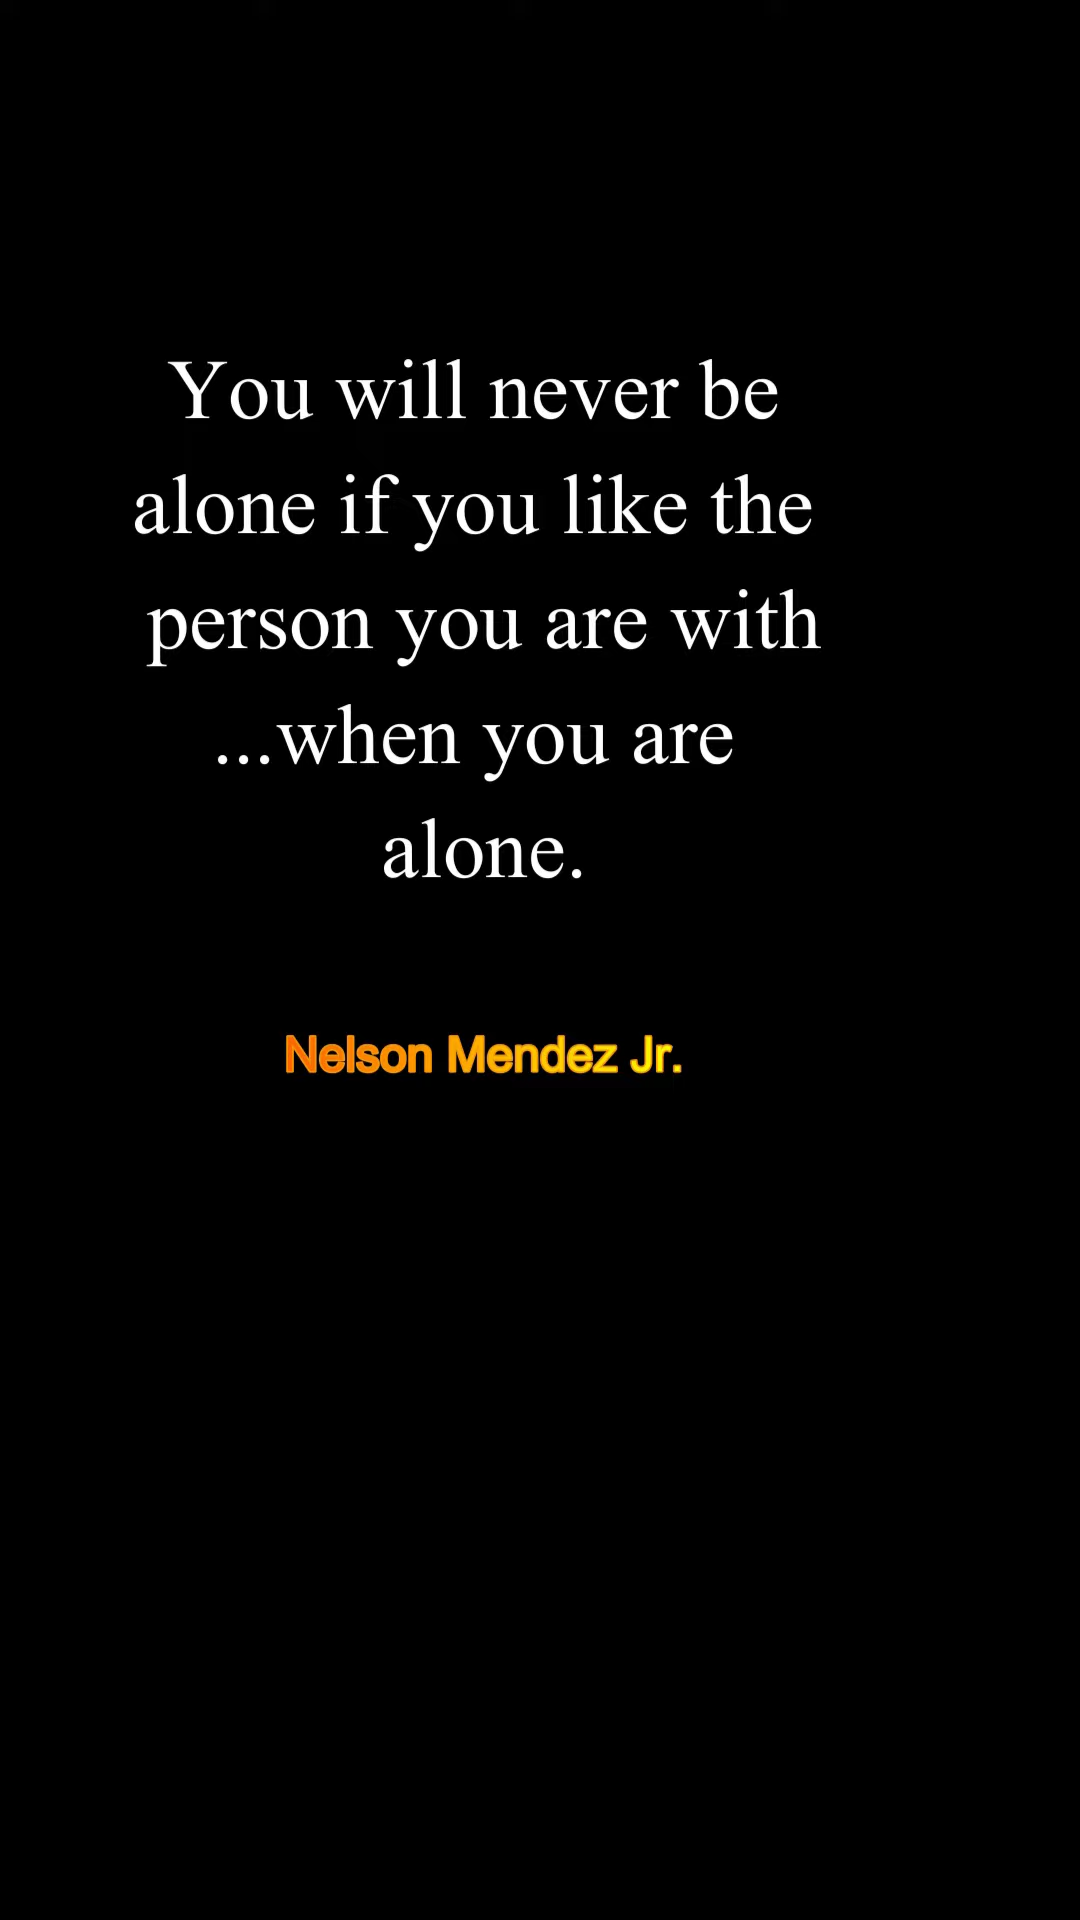 You will never be
alone if you like the
person you are with
...when you are
alone.
Nelson Mendez Jr.